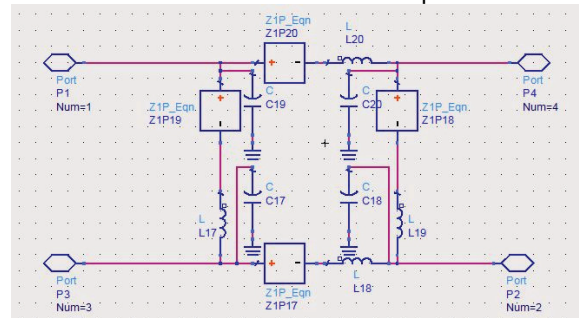 Z1P_Eqn
Z1P20
L
L20
Port
P1
Num=1
Z1P_Eqn
Z1P19
C
C19
C
C20
Z1P_Eqn
Z1P18
Port
P4
Num=4
C
C17
C
C18
L
L17
L
L19
Port
P3
Num=3
Z1P_Eqn
Z1P17
L
L18
Port
P2
Num=2